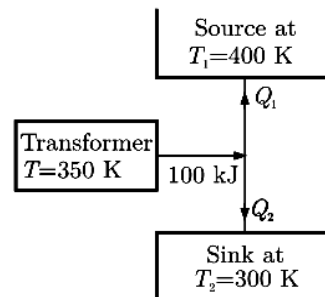 Source at
T₁=400 K
Q₁
Transformer
T=350 K
100 kJ
Q₂
Sink at
T₂=300 K